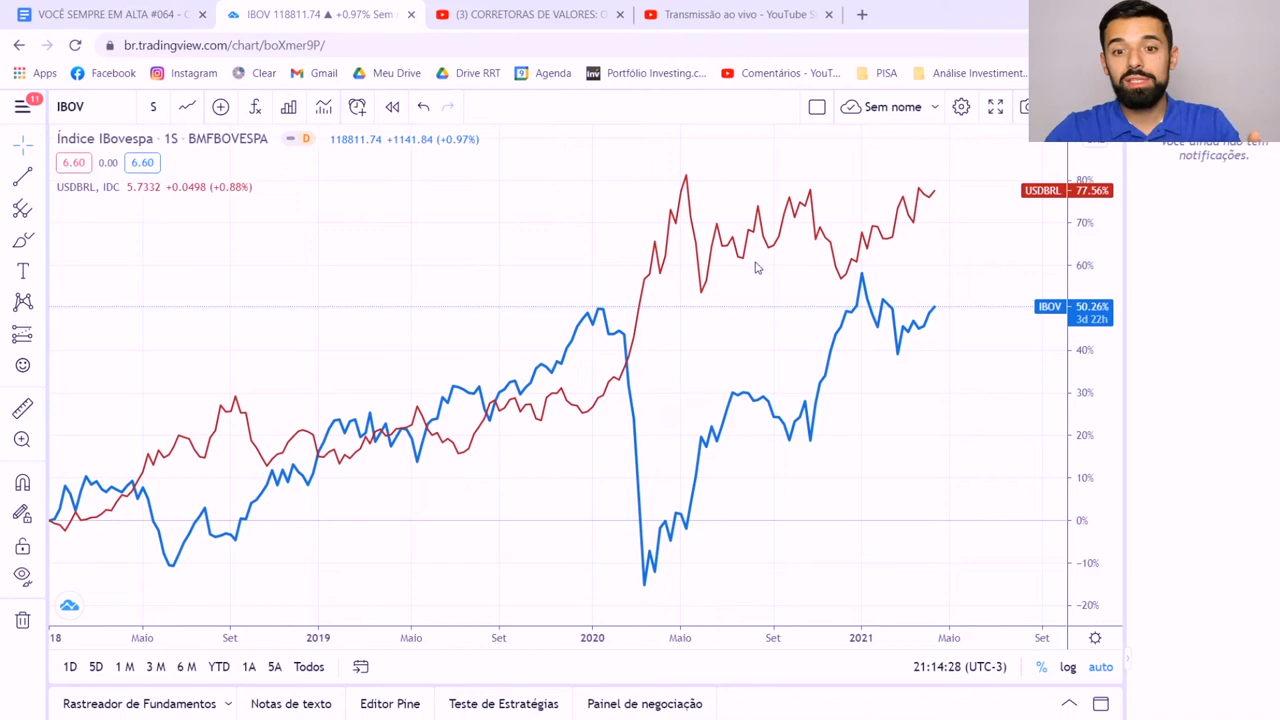 VOCÊ SEMPRE EM ALTA #064 - C
IBOV 118811.74 ▲ +0.97% Sem
(3) CORRETORAS DE VALORES: O
Transmissão ao vivo - YouTube S
br.tradingview.com/chart/boXmer9P/
Apps
Facebook
Instagram
Clear
Gmail
Meu Drive
Drive RRT
Agenda
Portfólio Investing.c...
Comentários - YouT...
PISA
Análise Investiment...
11
IBOV
S
Sem nome
Índice IBovespa · 1S · BMFBOVESPA
D
118811.74 +1141.84 (+0.97%)
6.60 0.00 6.60
USDBRL, IDC 5.7332 +0.0498 (+0.88%)
notificações.
80%
USDBRL 77.56%
70%
60%
IBOV 50.26%
3d 22h
40%
30%
20%
10%
0%
−10%
−20%
18 Maio Set 2019 Maio Set 2020 Maio Set 2021 Maio Set
1D 5D 1 M 3 M 6 M YTD 1A 5A Todos
21:14:28 (UTC-3)
% log auto
Rastreador de Fundamentos
Notas de texto
Editor Pine
Teste de Estratégias
Painel de negociação